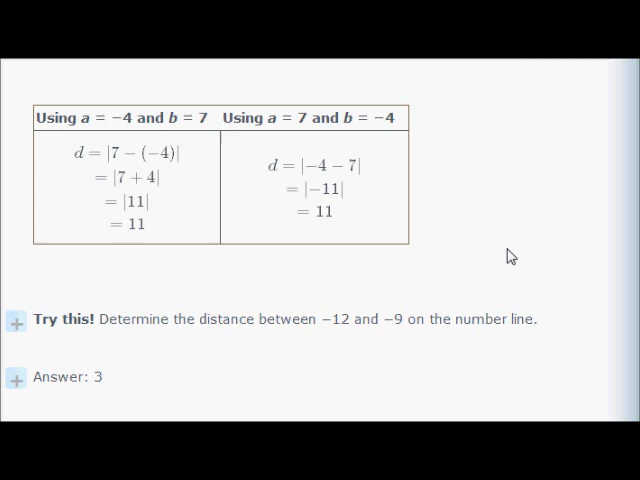 Using a = −4 and b = 7 Using a = 7 and b = −4
d = |7 − (−4)|
= |7 + 4|
= |11|
= 11
d = |−4 − 7|
= |−11|
= 11
Try this! Determine the distance between −12 and −9 on the number line.
Answer: 3